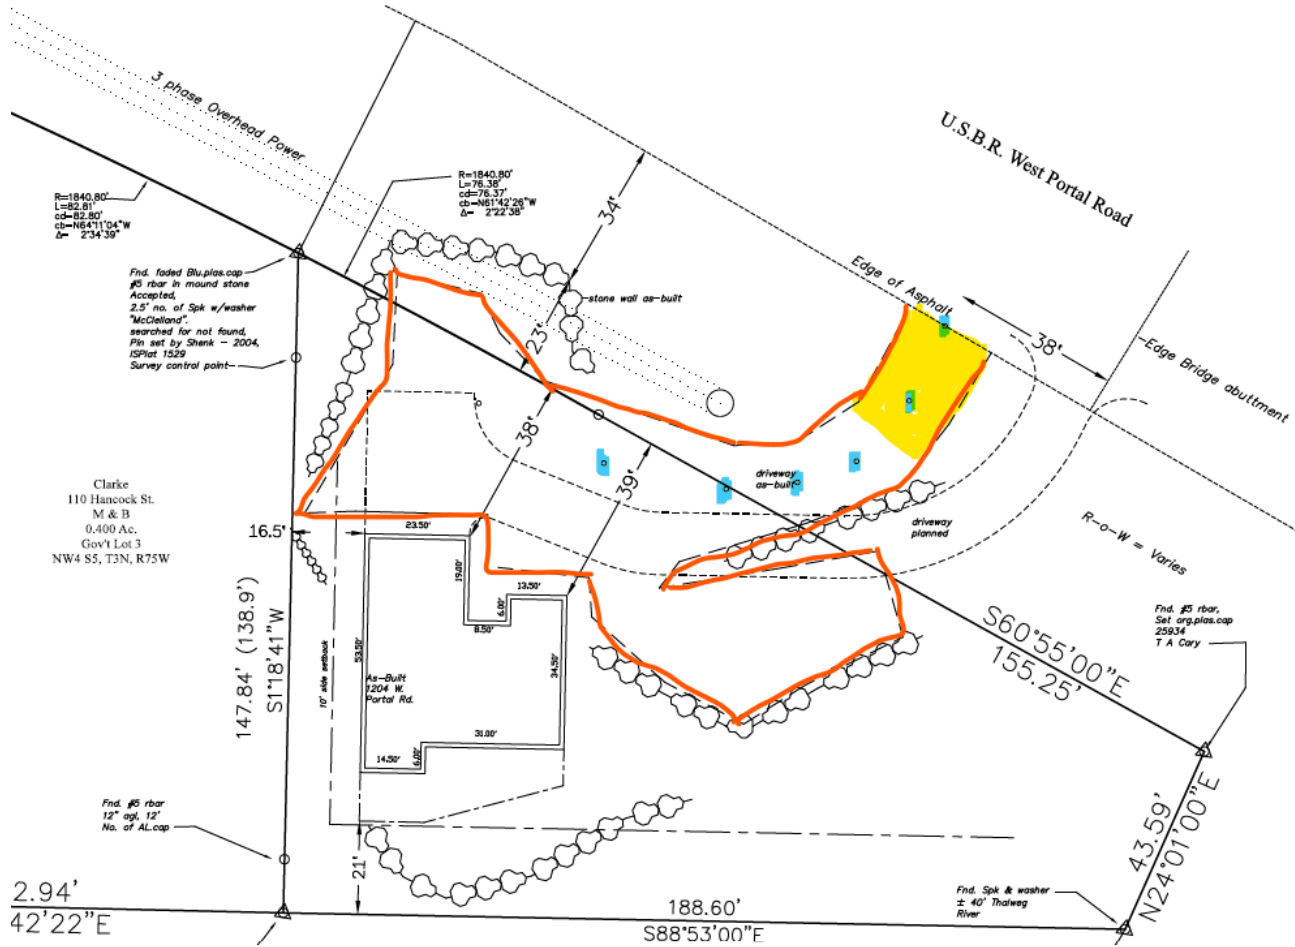 3 phase Overhead Power
U.S.B.R. West Portal Road
R=1840.80'
L=82.81'
cd=82.80'
cb=N64°11'04"W
Δ= 2°34'39"
R=1840.80'
L=76.38'
cd=76.37'
cb=N61°42'26"W
Δ= 2°22'38"
34'
Edge of Asphalt
Fnd. faded Blu.plas.cap
#5 rbar in mound stone
Accepted,
2.5' no. of Spk w/washer
"McClelland".
searched for not found,
Pin set by Shenk - 2004,
ISPlat 1529
Survey control point
stone wall as-built
23'
38'
Edge Bridge abuttment
38'
39'
driveway
as-built
driveway
planned
R-o-W = Varies
Clarke
110 Hancock St.
M & B
0.400 Ac.
Gov't Lot 3
NW4 S5, T3N, R75W
16.5'
23.50'
19.00'
13.50'
6.00'
8.50'
53.50'
34.50'
10' side setback
147.84' (138.9')
S1°18'41"W
As-Built
1204 W.
Portal Rd.
31.00'
14.50'
6.00'
S60°55'00"E
155.25'
Fnd. #5 rbar,
Set org.plas.cap
25934
T A Cary
Fnd. #5 rbar
12" agl, 12'
No. of AL.cap
21'
43.59'
N24°01'00"E
Fnd. Spk & washer
± 40' Thalweg
River
2.94'
42'22"E
188.60'
S88°53'00"E